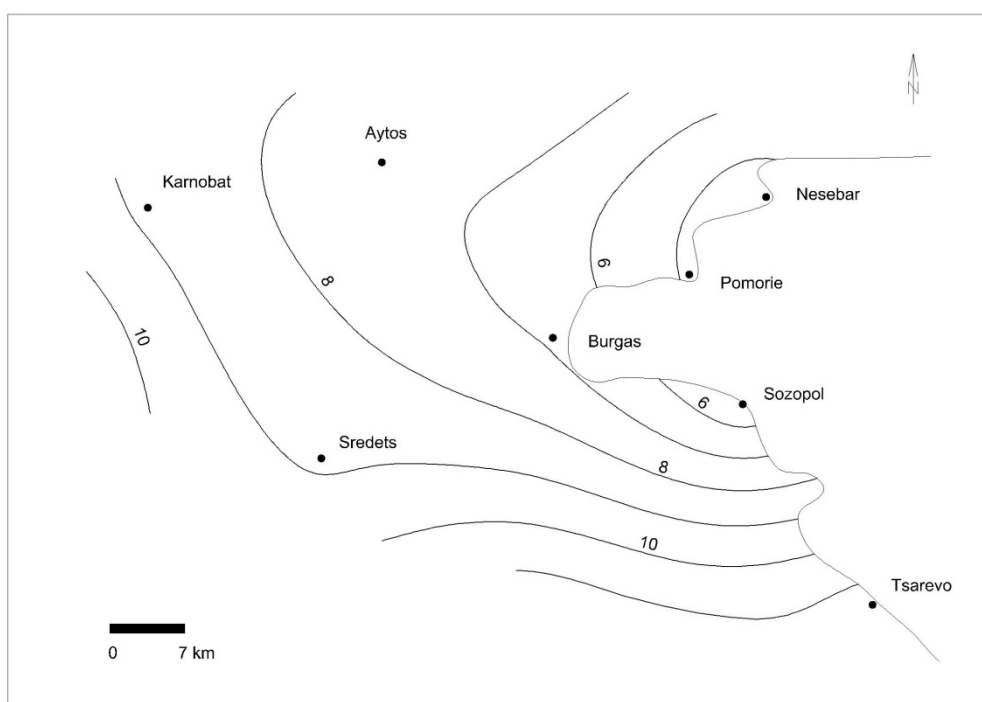 N
Aytos
Karnobat
Nesebar
6
8
Pomorie
10
Burgas
Sozopol
6
Sredets
8
10
Tsarevo
0 7 km